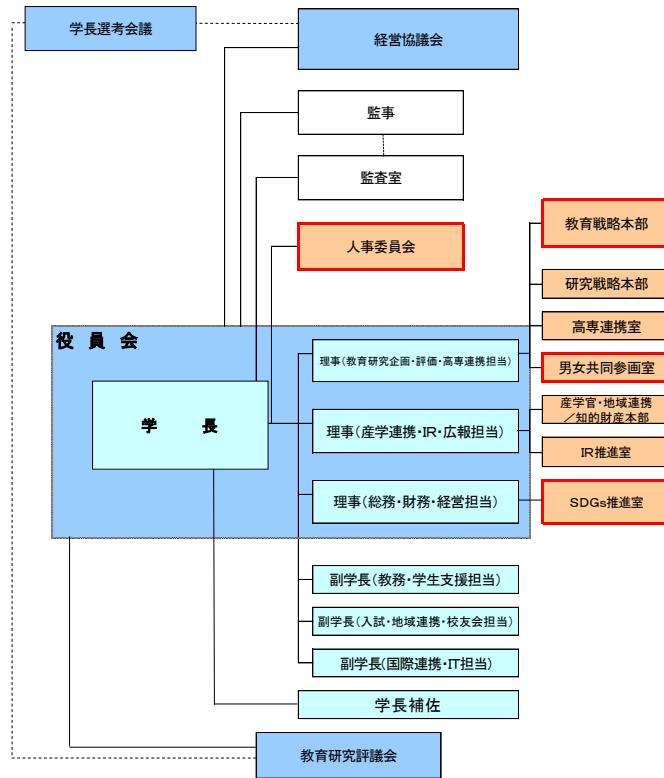 学長選考会議
経営協議会
監事
監査室
人事委員会
教育戦略本部
研究戦略本部
高専連携室
男女共同参画室
役員会
理事(教育研究企画・評価・高専連携担当)
学長
理事(産学連携・IR・広報担当)
産学官・地域連携
／知的財産本部
IR推進室
理事(総務・財務・経営担当)
SDGs推進室
副学長(教務・学生支援担当)
副学長(入試・地域連携・校友会担当)
副学長(国際連携・IT担当)
学長補佐
教育研究評議会